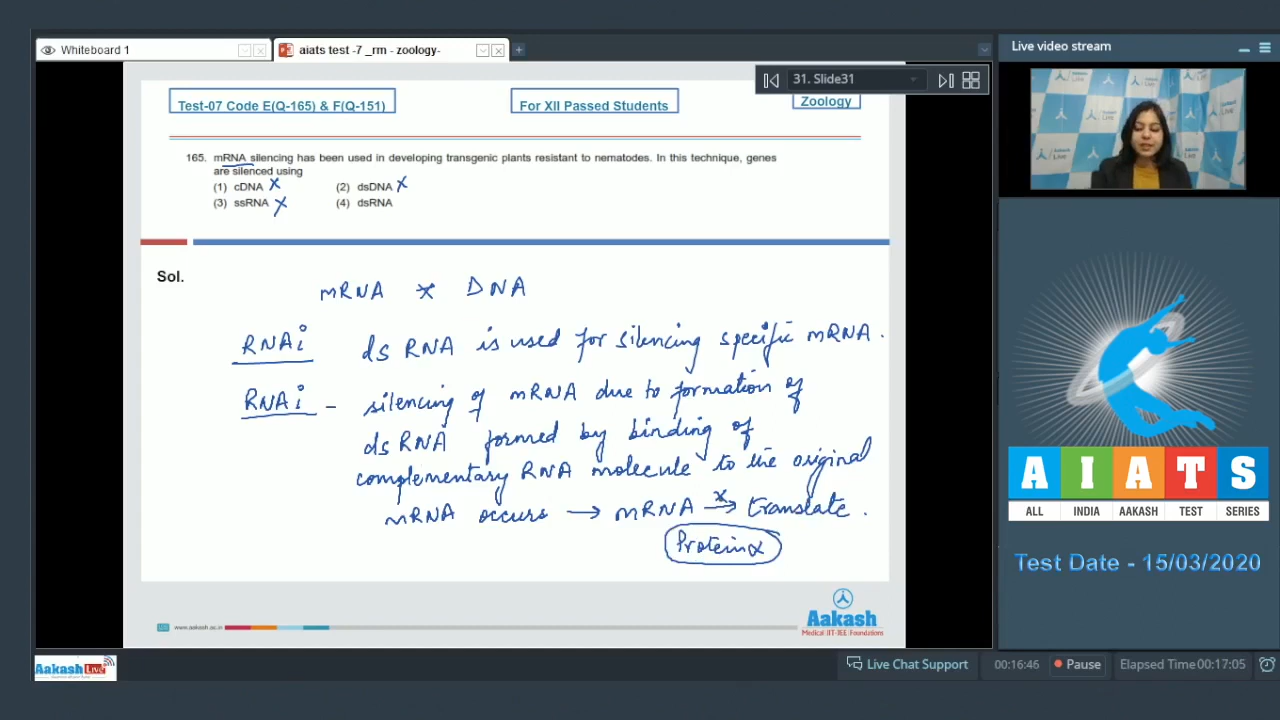 Whiteboard 1
aiats test -7 _rm - zoology-
Live video stream
31. Slide31
Test-07 Code E(Q-165) & F(Q-151)
For XII Passed Students
Zoology
165. mRNA silencing has been used in developing transgenic plants resistant to nematodes. In this technique, genes
are silenced using
(1) cDNA x (2) dsDNA x
(3) ssRNA x (4) dsRNA
Sol.
mRNA x DNA
RNAi ds RNA is used for silencing specific mRNA.
RNAi - silencing of mRNA due to formation of
ds RNA formed by binding of
complementary RNA molecule to the original
mRNA occurs → mRNA x→ translate.
Protein x
www.aakash.ac.in
Aakash
Medical|IIT-JEE|Foundations
A I A T S
ALL INDIA AAKASH TEST SERIES
Test Date - 15/03/2020
Aakash Live
Live Chat Support
00:16:46
Pause
Elapsed Time 00:17:05